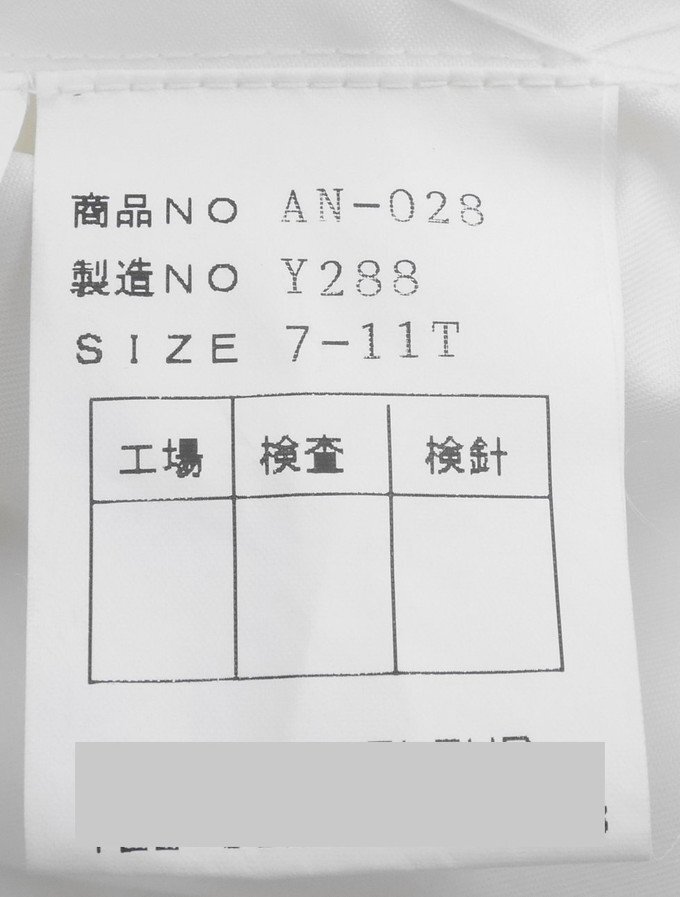 商品NO AN-028
製造NO Y288
SIZE 7-11T
工場 検査 検針